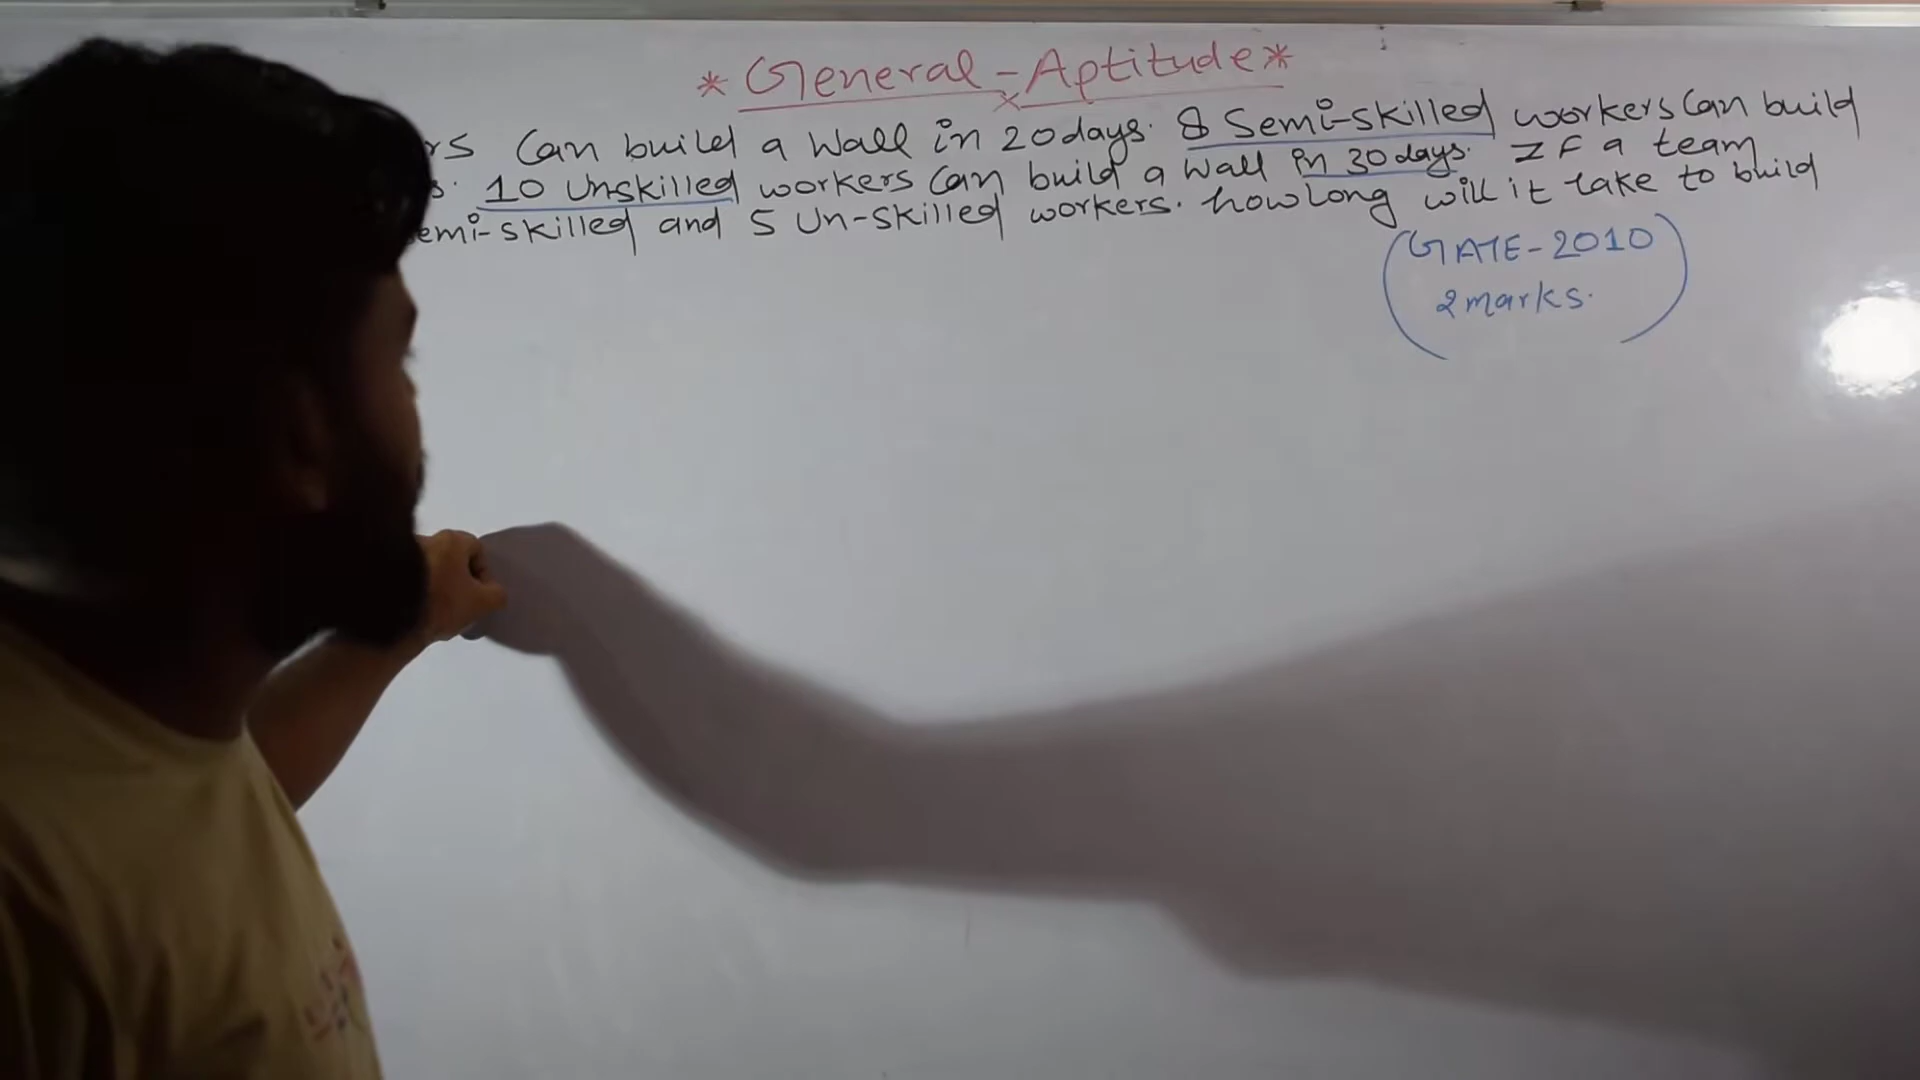 * General - Aptitude *
rs Can build a wall in 20 days. 8 Semi-skilled workers Can build
s. 10 Unskilled workers Can build a wall in 30 days. If a team
emi-skilled and 5 Un-skilled workers. how long will it take to build
(GATE-2010
2 marks.)